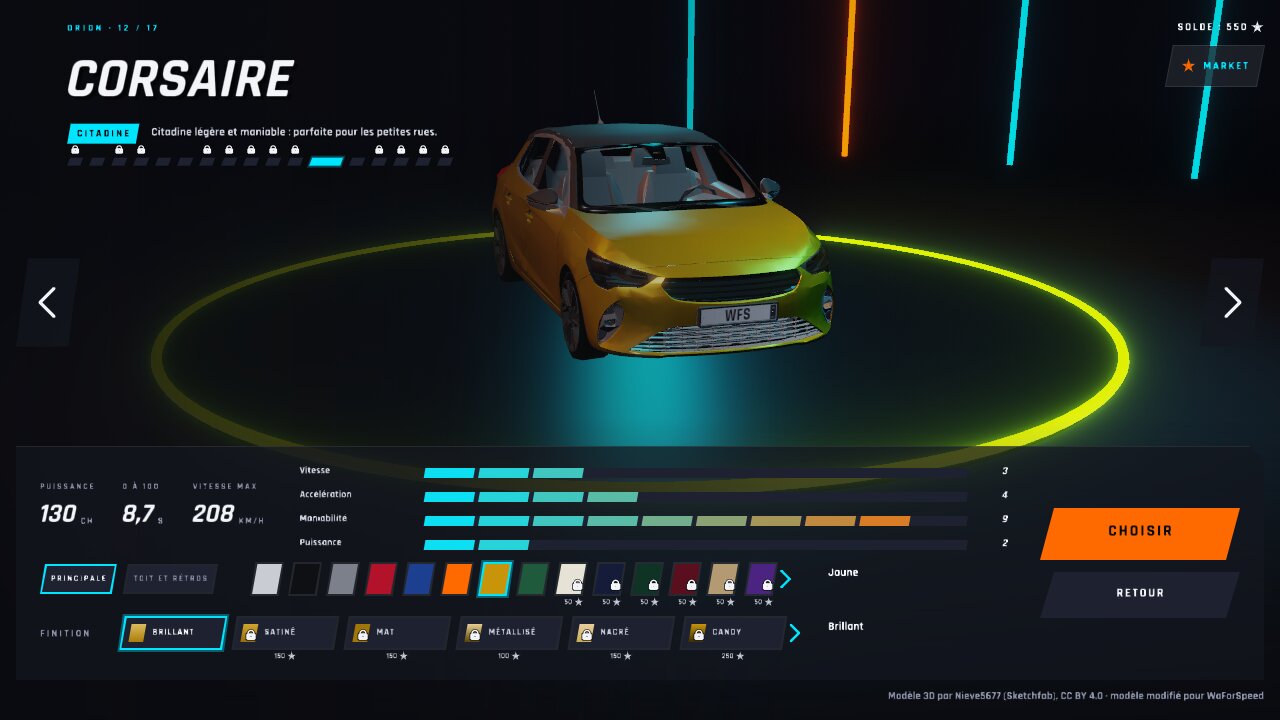 ORION · 12 / 17
SOLDE 550 ★
★ MARKET
CORSAIRE
CITADINE
Citadine légère et maniable : parfaite pour les petites rues.
WFS
PUISSANCE
130 CH
0 À 100
8,7 S
VITESSE MAX
208 KM/H
Vitesse 3
Accélération 4
Maniabilité 9
Puissance 2
CHOISIR
RETOUR
PRINCIPALE
TOIT ET RÉTROS
50 ★ 50 ★ 50 ★ 50 ★ 50 ★ 50 ★
Jaune
FINITION
BRILLANT
SATINÉ
150 ★
MAT
150 ★
MÉTALLISÉ
100 ★
NACRÉ
150 ★
CANDY
250 ★
Brillant
Modèle 3D par Nieve5677 (Sketchfab), CC BY 4.0 · modèle modifié pour WaForSpeed